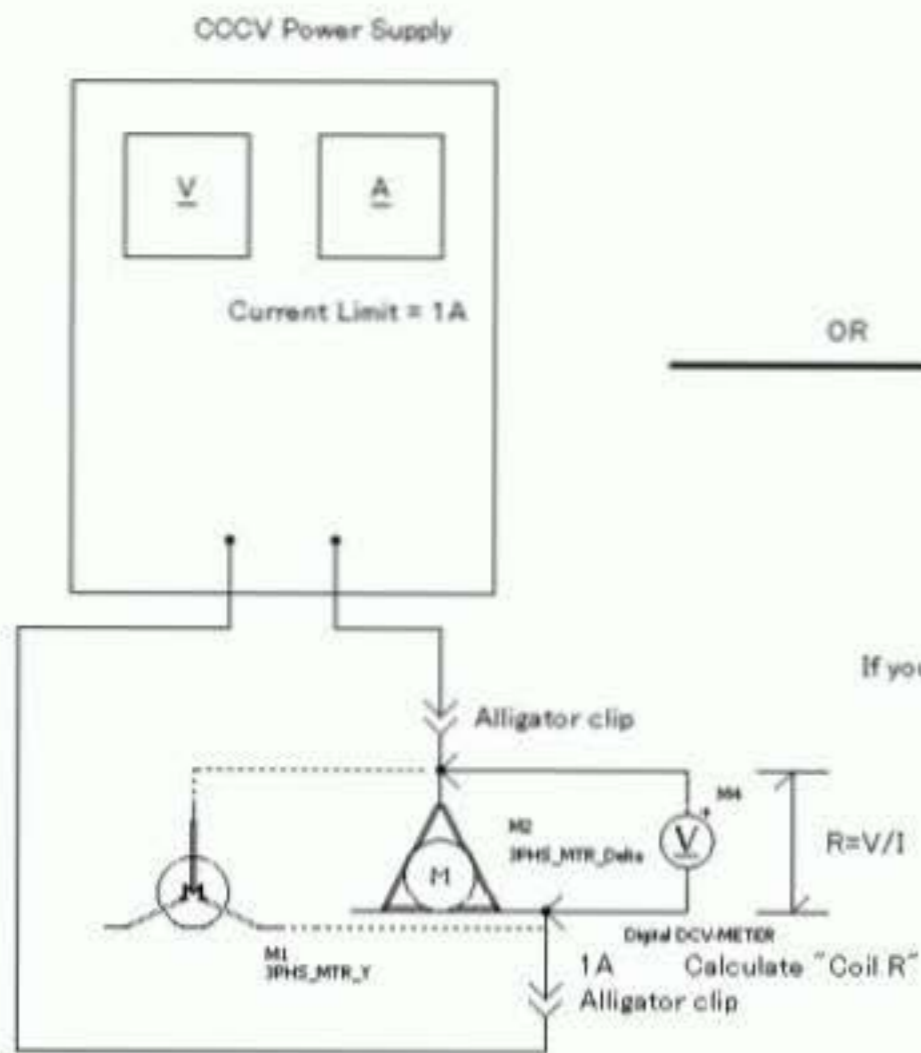 CCCV Power Supply
V
A
Current Limit = 1A
OR
If you
Alligator clip
M4
M2
3PHS_MTR_Delta
V
R=V/I
M
M
M1
3PHS_MTR_Y
Digital DCV-METER
1A Calculate "Coil R"
Alligator clip